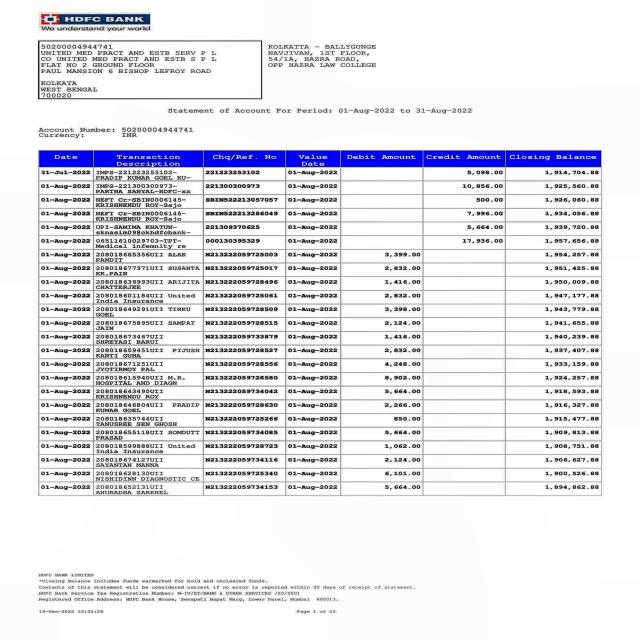 HDFC BANK
We understand your world
50200004944741
UNITED MED PRACT AND ESTB SERV P L
CO UNITED MED PRACT AND ESTB S P L
FLAT NO 2 GROUND FLOOR
PAUL MANSION 6 BISHOP LEFROY ROAD
KOLKATA
WEST BENGAL
700020
KOLKATTA - BALLYGUNGE
NAVJIVAN, 1ST FLOOR,
54/1A, HAZRA ROAD,
OPP HAZRA LAW COLLEGE
Statement of Account For Period: 01-Aug-2022 to 31-Aug-2022
Account Number: 50200004944741
Currency: INR
Date Transaction Description Chq/Ref. No Value Date Debit Amount Credit Amount Closing Balance
31-Jul-2022 IMPS-221223253102- 221223253102 01-Aug-2022 5,098.00 1,914,704.88
PRADIP KUMAR GOEL KU-
01-Aug-2022 IMPS-221300300973- 221300300973 01-Aug-2022 10,856.00 1,925,560.88
PARTHA SANYAL-HDFC-xx
01-Aug-2022 NEFT Cr-SBIN0006145- SBIN522213057057 01-Aug-2022 500.00 1,926,060.88
KRISHNENDU ROY-Sajo
01-Aug-2022 NEFT Cr-SBIN0006145- SBIN522213286049 01-Aug-2022 7,996.00 1,934,056.88
KRISHNENDU ROY-Sajo
01-Aug-2022 UPI-SAMIMA KHATUN- 221309370625 01-Aug-2022 5,664.00 1,939,720.88
sknasim098okhdfcbank-
01-Aug-2022 06511610029703-TPT- 000130395329 01-Aug-2022 17,936.00 1,957,656.88
Medical infemnity re
01-Aug-2022 208018665356UII ALAK N213222059725003 01-Aug-2022 3,399.00 1,954,257.88
PANDIT
01-Aug-2022 208018677371UII SUSANTA N213222059725017 01-Aug-2022 2,832.00 1,951,425.88
KR.PAIN
01-Aug-2022 208018639993UII ARIJITA N213222059728496 01-Aug-2022 1,416.00 1,950,009.88
CHATTERJEE
01-Aug-2022 208018601184UII United N213222059725061 01-Aug-2022 2,832.00 1,947,177.88
India Insurance
01-Aug-2022 208018649291UII TINKU N213222059728509 01-Aug-2022 3,398.00 1,943,779.88
GOEL
01-Aug-2022 208018675895UII SAMPAT N213222059728515 01-Aug-2022 2,124.00 1,941,655.88
JAIN
01-Aug-2022 208018673467UII N213222059733879 01-Aug-2022 1,416.00 1,940,239.88
SHREYASI BARUI
01-Aug-2022 208018659451UII PIJUSH N213222059728527 01-Aug-2022 2,832.00 1,937,407.88
KANTI GUHA
01-Aug-2022 208018671251UII N213222059728556 01-Aug-2022 4,248.00 1,933,159.88
JYOTIRMOY PAL
01-Aug-2022 208018615940UII M.R. N213222059728580 01-Aug-2022 8,902.00 1,924,257.88
HOSPITAL AND DIAGN
01-Aug-2022 208018643490UII N213222059734042 01-Aug-2022 5,664.00 1,918,593.88
KRISHNENDU ROY
01-Aug-2022 208018646804UII PRADIP N213222059728630 01-Aug-2022 2,266.00 1,916,327.88
KUMAR GOEL
01-Aug-2022 208018635744UII N213222059725266 01-Aug-2022 850.00 1,915,477.88
TANUSREE SEN GHOSH
01-Aug-2022 208018655118UII SOMDUTT N213222059734085 01-Aug-2022 5,664.00 1,909,813.88
PRASAD
01-Aug-2022 208018599888UII United N213222059728723 01-Aug-2022 1,062.00 1,908,751.88
India Insurance
01-Aug-2022 208018674127UII N213222059734116 01-Aug-2022 2,124.00 1,906,627.88
SAYANTAN MANNA
01-Aug-2022 208018628130UII N213222059725340 01-Aug-2022 6,101.00 1,900,526.88
NISHIDINN DIAGNOSTIC CE
01-Aug-2022 208018652131UII N213222059734153 01-Aug-2022 5,664.00 1,894,862.88
ANURADHA SARKHEL
HDFC BANK LIMITED
*Closing Balance includes funds earmarked for hold and uncleared funds.
Contents of this statement will be considered correct if no error is reported within 30 days of receipt of statement.
HDFC Bank Service Tax Registration Number: M-IV/ST/BANK & OTHER SERVICES /20/2001
Registered Office Address: HDFC Bank House, Senapati Bapat Marg, Lower Parel, Mumbai 400013.
19-Dec-2022 12:32:28 Page 1 of 20